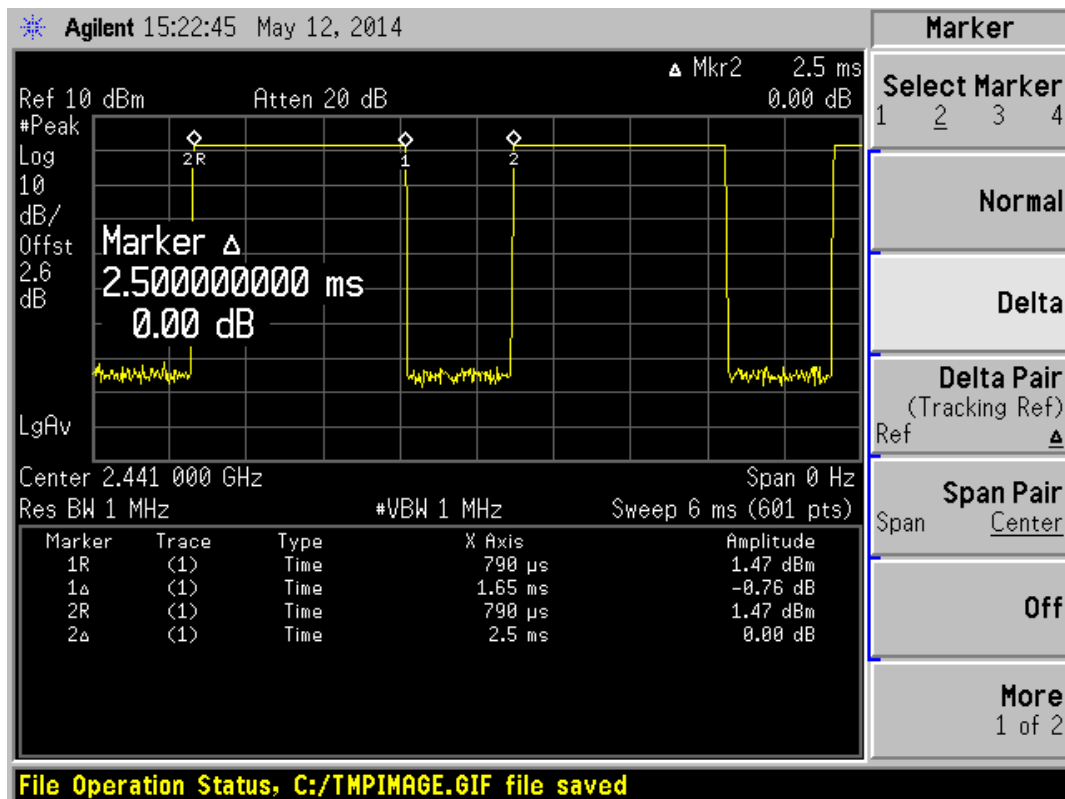 Agilent 15:22:45 May 12, 2014
Marker
Δ Mkr2 2.5 ms
Ref 10 dBm Atten 20 dB 0.00 dB
#Peak
Log
10
dB/
Offst
2.6
dB
LgAv
2R 1 2
Marker Δ
2.500000000 ms
0.00 dB
Center 2.441 000 GHz Span 0 Hz
Res BW 1 MHz #VBW 1 MHz Sweep 6 ms (601 pts)
Marker Trace Type X Axis Amplitude
1R (1) Time 790 µs 1.47 dBm
1Δ (1) Time 1.65 ms -0.76 dB
2R (1) Time 790 µs 1.47 dBm
2Δ (1) Time 2.5 ms 0.00 dB
Select Marker
1 2 3 4
Normal
Delta
Delta Pair
(Tracking Ref)
Ref Δ
Span Pair
Span Center
Off
More
1 of 2
File Operation Status, C:/TMPIMAGE.GIF file saved